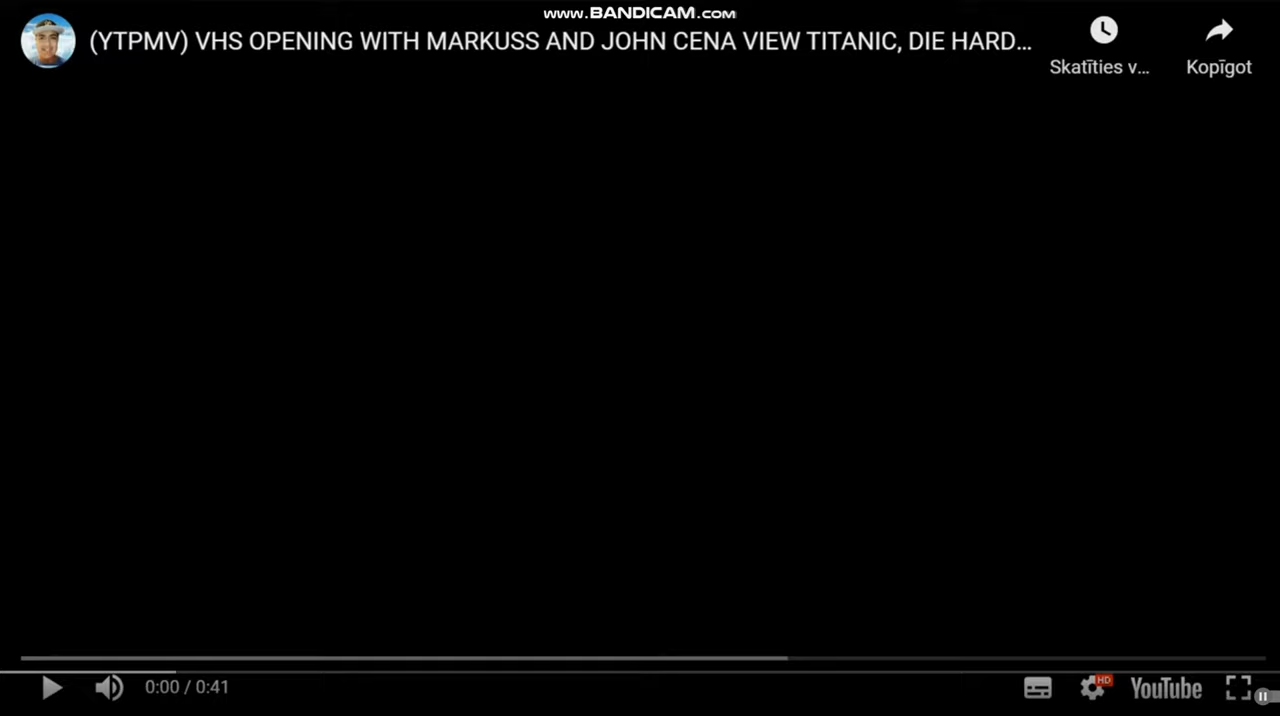 www.BANDICAM.com
(YTPMV) VHS OPENING WITH MARKUSS AND JOHN CENA VIEW TITANIC, DIE HARD...
Skatīties v...
Kopīgot
0:00 / 0:41
HD
YouTube